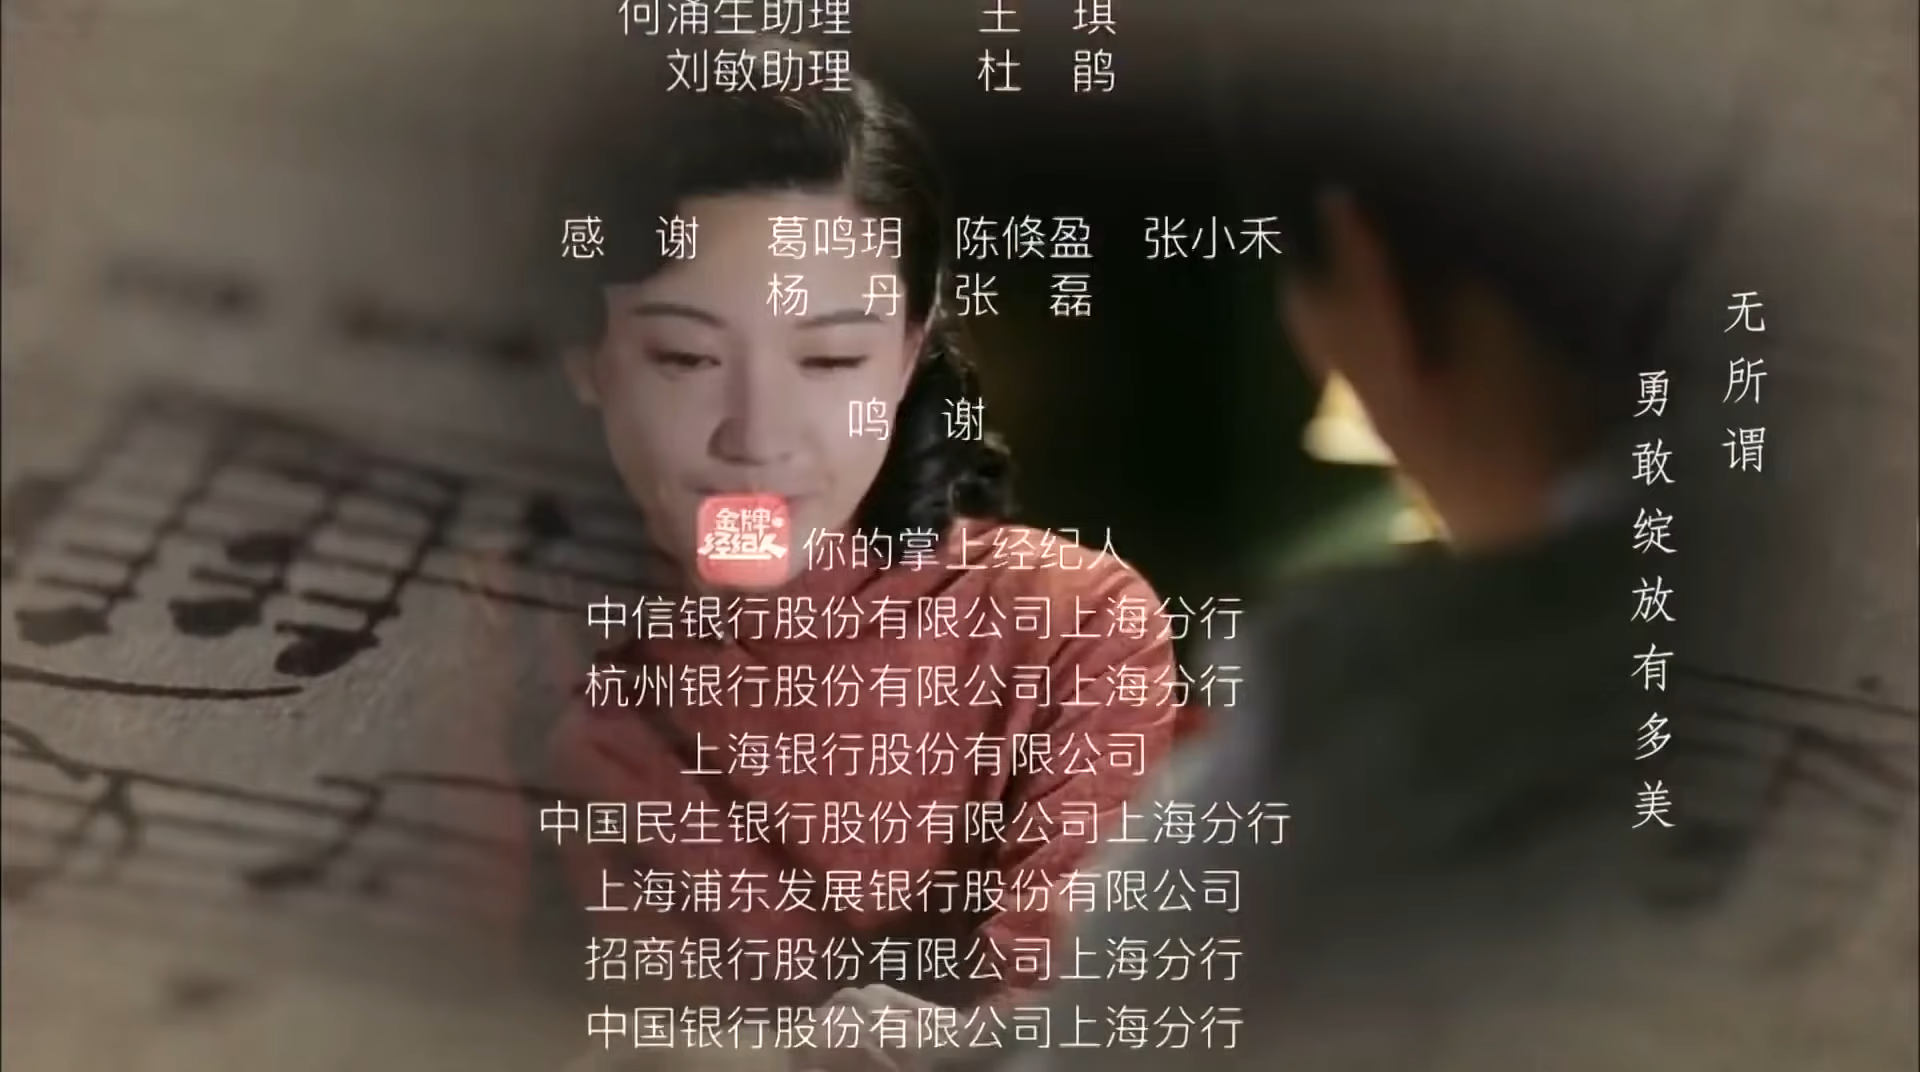 何涌生助理 王琪
刘敏助理 杜鹃
感谢 葛鸣玥 陈倏盈 张小禾
杨丹 张磊
鸣谢
金牌经纪人 你的掌上经纪人
中信银行股份有限公司上海分行
杭州银行股份有限公司上海分行
上海银行股份有限公司
中国民生银行股份有限公司上海分行
上海浦东发展银行股份有限公司
招商银行股份有限公司上海分行
中国银行股份有限公司上海分行
无所谓
勇敢绽放有多美